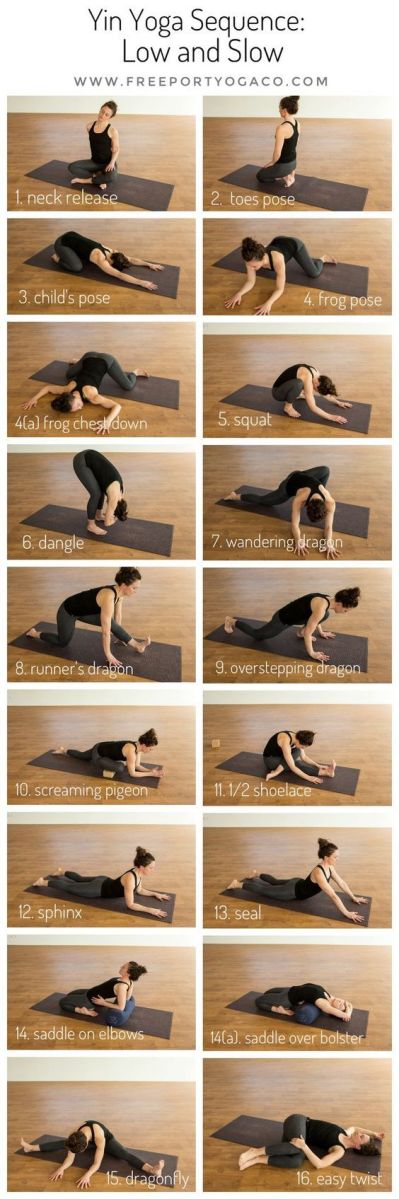 Yin Yoga Sequence:
Low and Slow
WWW.FREEPORTYOGACO.COM
1. neck release
2. toes pose
3. child's pose
4. frog pose
4(a) frog chest down
5. squat
6. dangle
7. wandering dragon
8. runner's dragon
9. overstepping dragon
10. screaming pigeon
11. 1/2 shoelace
12. sphinx
13. seal
14. saddle on elbows
14(a). saddle over bolster
15. dragonfly
16. easy twist